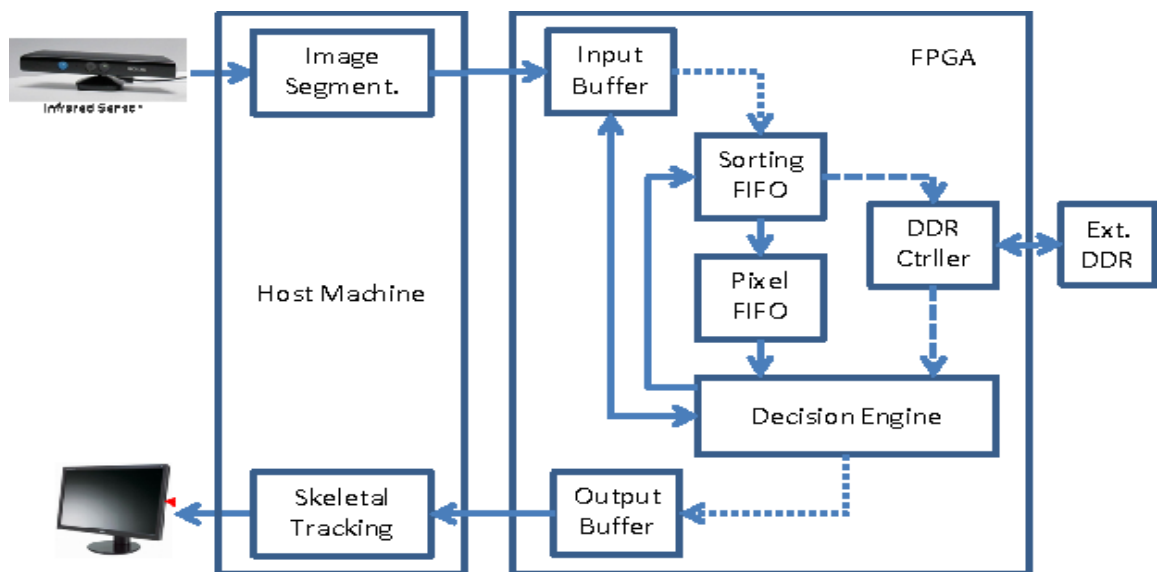 Infrared Sensor
Image
Segment.
Host Machine
Skeletal
Tracking
FPGA
Input
Buffer
Sorting
FIFO
DDR
Ctrller
Ext.
DDR
Pixel
FIFO
Decision Engine
Output
Buffer